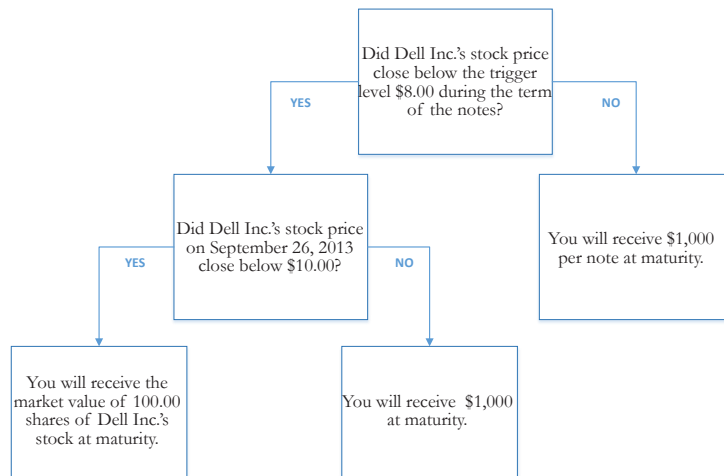 Did Dell Inc.'s stock price
close below the trigger
level $8.00 during the term
of the notes?
YES
NO
Did Dell Inc.'s stock price
on September 26, 2013
close below $10.00?
You will receive $1,000
per note at maturity.
YES
NO
You will receive the
market value of 100.00
shares of Dell Inc.'s
stock at maturity.
You will receive $1,000
at maturity.